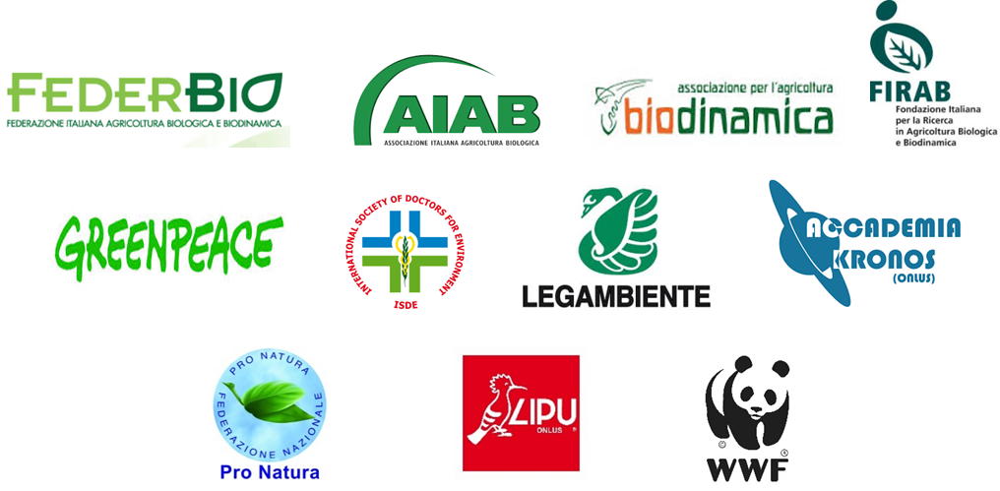 FEDERBIO
FEDERAZIONE ITALIANA AGRICOLTURA BIOLOGICA E BIODINAMICA
AIAB
ASSOCIAZIONE ITALIANA AGRICOLTURA BIOLOGICA
associazione per l'agricoltura
biodinamica
FIRAB
Fondazione Italiana
per la Ricerca
in Agricoltura Biologica
e Biodinamica
GREENPEACE
INTERNATIONAL SOCIETY OF DOCTORS FOR ENVIRONMENT
ISDE
LEGAMBIENTE
ACCADEMIA
KRONOS
(ONLUS)
PRO NATURA
FEDERAZIONE NAZIONALE
Pro Natura
LIPU
ONLUS ®
© ®
WWF